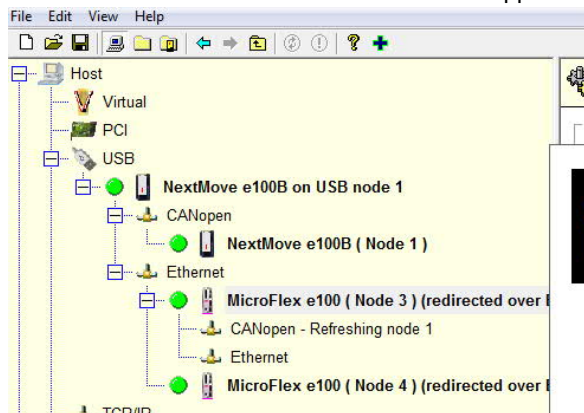 File Edit View Help
Host
Virtual
PCI
USB
NextMove e100B on USB node 1
CANopen
NextMove e100B ( Node 1 )
Ethernet
MicroFlex e100 ( Node 3 ) (redirected over
CANopen - Refreshing node 1
Ethernet
MicroFlex e100 ( Node 4 ) (redirected over